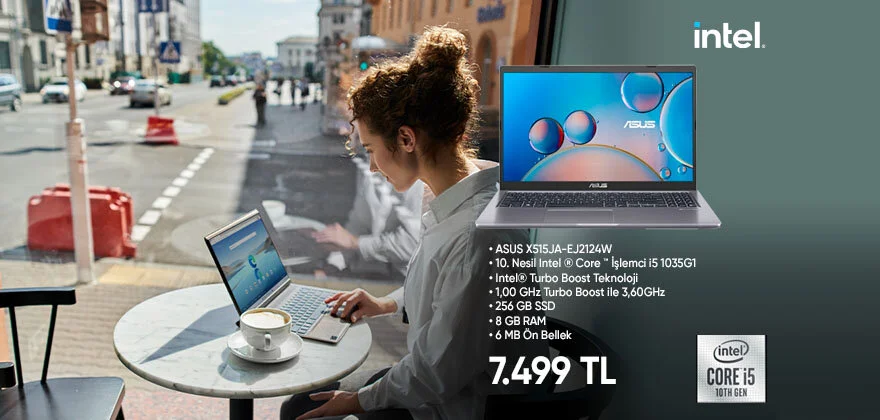 intel.
ASUS
ASUS
• ASUS X515JA-EJ2124W
• 10. Nesil Intel ® Core ™ İşlemci i5 1035G1
• Intel® Turbo Boost Teknoloji
• 1,00 GHz Turbo Boost ile 3,60GHz
• 256 GB SSD
• 8 GB RAM
• 6 MB Ön Bellek
7.499 TL
intel
CORE i5
10TH GEN